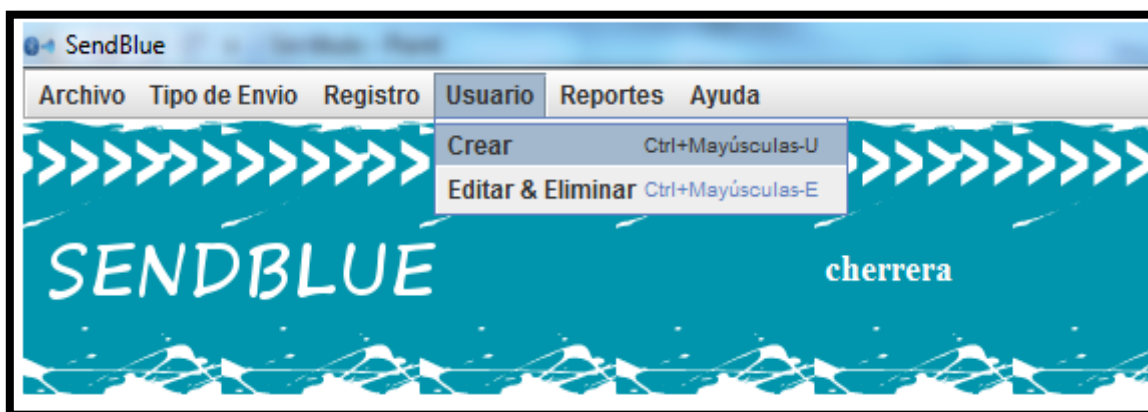 SendBlue
Archivo Tipo de Envio Registro Usuario Reportes Ayuda
Crear Ctrl+Mayúsculas-U
Editar & Eliminar Ctrl+Mayúsculas-E
SENDBLUE
cherrera